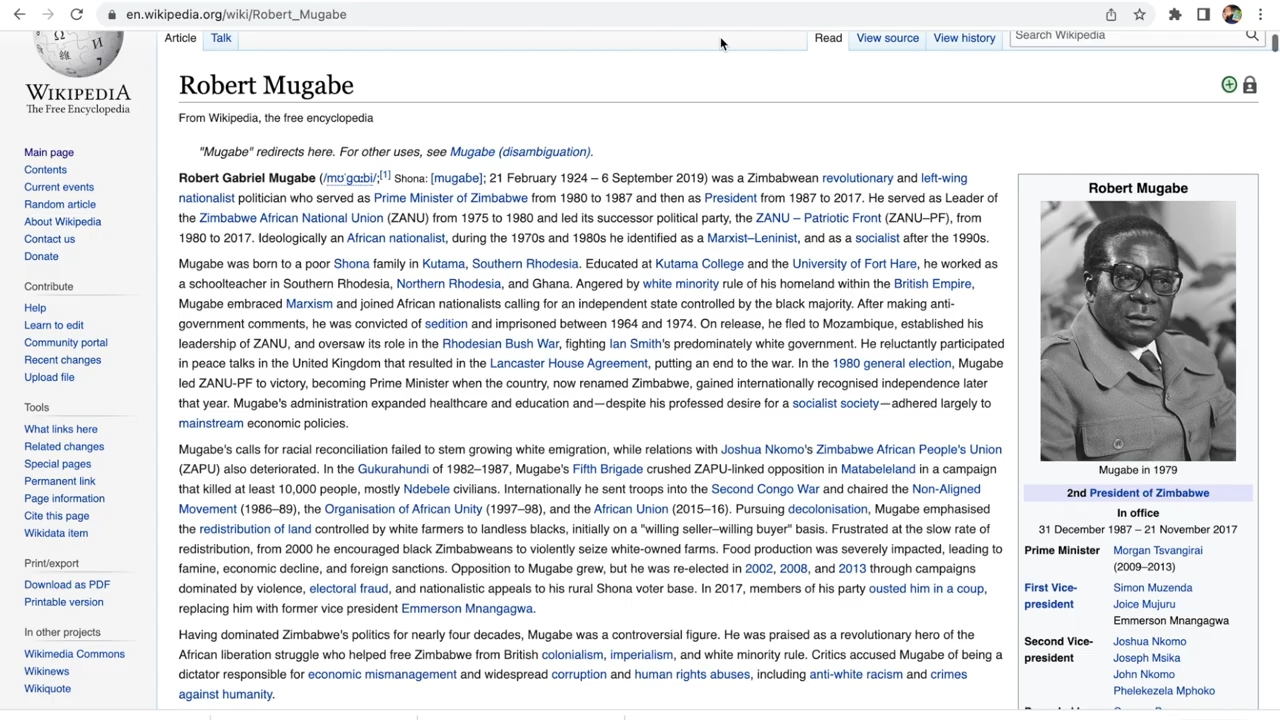 en.wikipedia.org/wiki/Robert_Mugabe
Article Talk Read View source View history Search Wikipedia
WIKIPEDIA
The Free Encyclopedia
Main page
Contents
Current events
Random article
About Wikipedia
Contact us
Donate
Contribute
Help
Learn to edit
Community portal
Recent changes
Upload file
Tools
What links here
Related changes
Special pages
Permanent link
Page information
Cite this page
Wikidata item
Print/export
Download as PDF
Printable version
In other projects
Wikimedia Commons
Wikinews
Wikiquote
Robert Mugabe
From Wikipedia, the free encyclopedia
"Mugabe" redirects here. For other uses, see Mugabe (disambiguation).
Robert Gabriel Mugabe (/mʊˈɡɑːbi/;[1] Shona: [muɡabe]; 21 February 1924 – 6 September 2019) was a Zimbabwean revolutionary and left-wing
nationalist politician who served as Prime Minister of Zimbabwe from 1980 to 1987 and then as President from 1987 to 2017. He served as Leader of
the Zimbabwe African National Union (ZANU) from 1975 to 1980 and led its successor political party, the ZANU – Patriotic Front (ZANU–PF), from
1980 to 2017. Ideologically an African nationalist, during the 1970s and 1980s he identified as a Marxist–Leninist, and as a socialist after the 1990s.
Mugabe was born to a poor Shona family in Kutama, Southern Rhodesia. Educated at Kutama College and the University of Fort Hare, he worked as
a schoolteacher in Southern Rhodesia, Northern Rhodesia, and Ghana. Angered by white minority rule of his homeland within the British Empire,
Mugabe embraced Marxism and joined African nationalists calling for an independent state controlled by the black majority. After making anti-
government comments, he was convicted of sedition and imprisoned between 1964 and 1974. On release, he fled to Mozambique, established his
leadership of ZANU, and oversaw its role in the Rhodesian Bush War, fighting Ian Smith's predominately white government. He reluctantly participated
in peace talks in the United Kingdom that resulted in the Lancaster House Agreement, putting an end to the war. In the 1980 general election, Mugabe
led ZANU-PF to victory, becoming Prime Minister when the country, now renamed Zimbabwe, gained internationally recognised independence later
that year. Mugabe's administration expanded healthcare and education and—despite his professed desire for a socialist society—adhered largely to
mainstream economic policies.
Mugabe's calls for racial reconciliation failed to stem growing white emigration, while relations with Joshua Nkomo's Zimbabwe African People's Union
(ZAPU) also deteriorated. In the Gukurahundi of 1982–1987, Mugabe's Fifth Brigade crushed ZAPU-linked opposition in Matabeleland in a campaign
that killed at least 10,000 people, mostly Ndebele civilians. Internationally he sent troops into the Second Congo War and chaired the Non-Aligned
Movement (1986–89), the Organisation of African Unity (1997–98), and the African Union (2015–16). Pursuing decolonisation, Mugabe emphasised
the redistribution of land controlled by white farmers to landless blacks, initially on a "willing seller–willing buyer" basis. Frustrated at the slow rate of
redistribution, from 2000 he encouraged black Zimbabweans to violently seize white-owned farms. Food production was severely impacted, leading to
famine, economic decline, and foreign sanctions. Opposition to Mugabe grew, but he was re-elected in 2002, 2008, and 2013 through campaigns
dominated by violence, electoral fraud, and nationalistic appeals to his rural Shona voter base. In 2017, members of his party ousted him in a coup,
replacing him with former vice president Emmerson Mnangagwa.
Having dominated Zimbabwe's politics for nearly four decades, Mugabe was a controversial figure. He was praised as a revolutionary hero of the
African liberation struggle who helped free Zimbabwe from British colonialism, imperialism, and white minority rule. Critics accused Mugabe of being a
dictator responsible for economic mismanagement and widespread corruption and human rights abuses, including anti-white racism and crimes
against humanity.
Robert Mugabe
Mugabe in 1979
2nd President of Zimbabwe
In office
31 December 1987 – 21 November 2017
Prime Minister Morgan Tsvangirai
(2009–2013)
First Vice- Simon Muzenda
president Joice Mujuru
Emmerson Mnangagwa
Second Vice- Joshua Nkomo
president Joseph Msika
John Nkomo
Phelekezela Mphoko